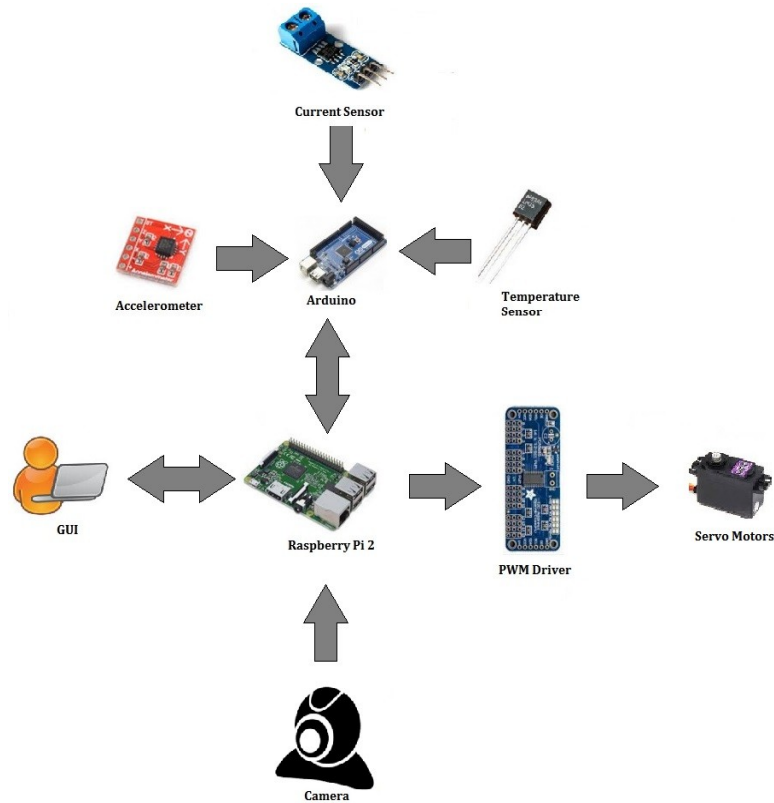 Current Sensor
Accelerometer
Arduino
Temperature
Sensor
GUI
Raspberry Pi 2
PWM Driver
Servo Motors
Camera